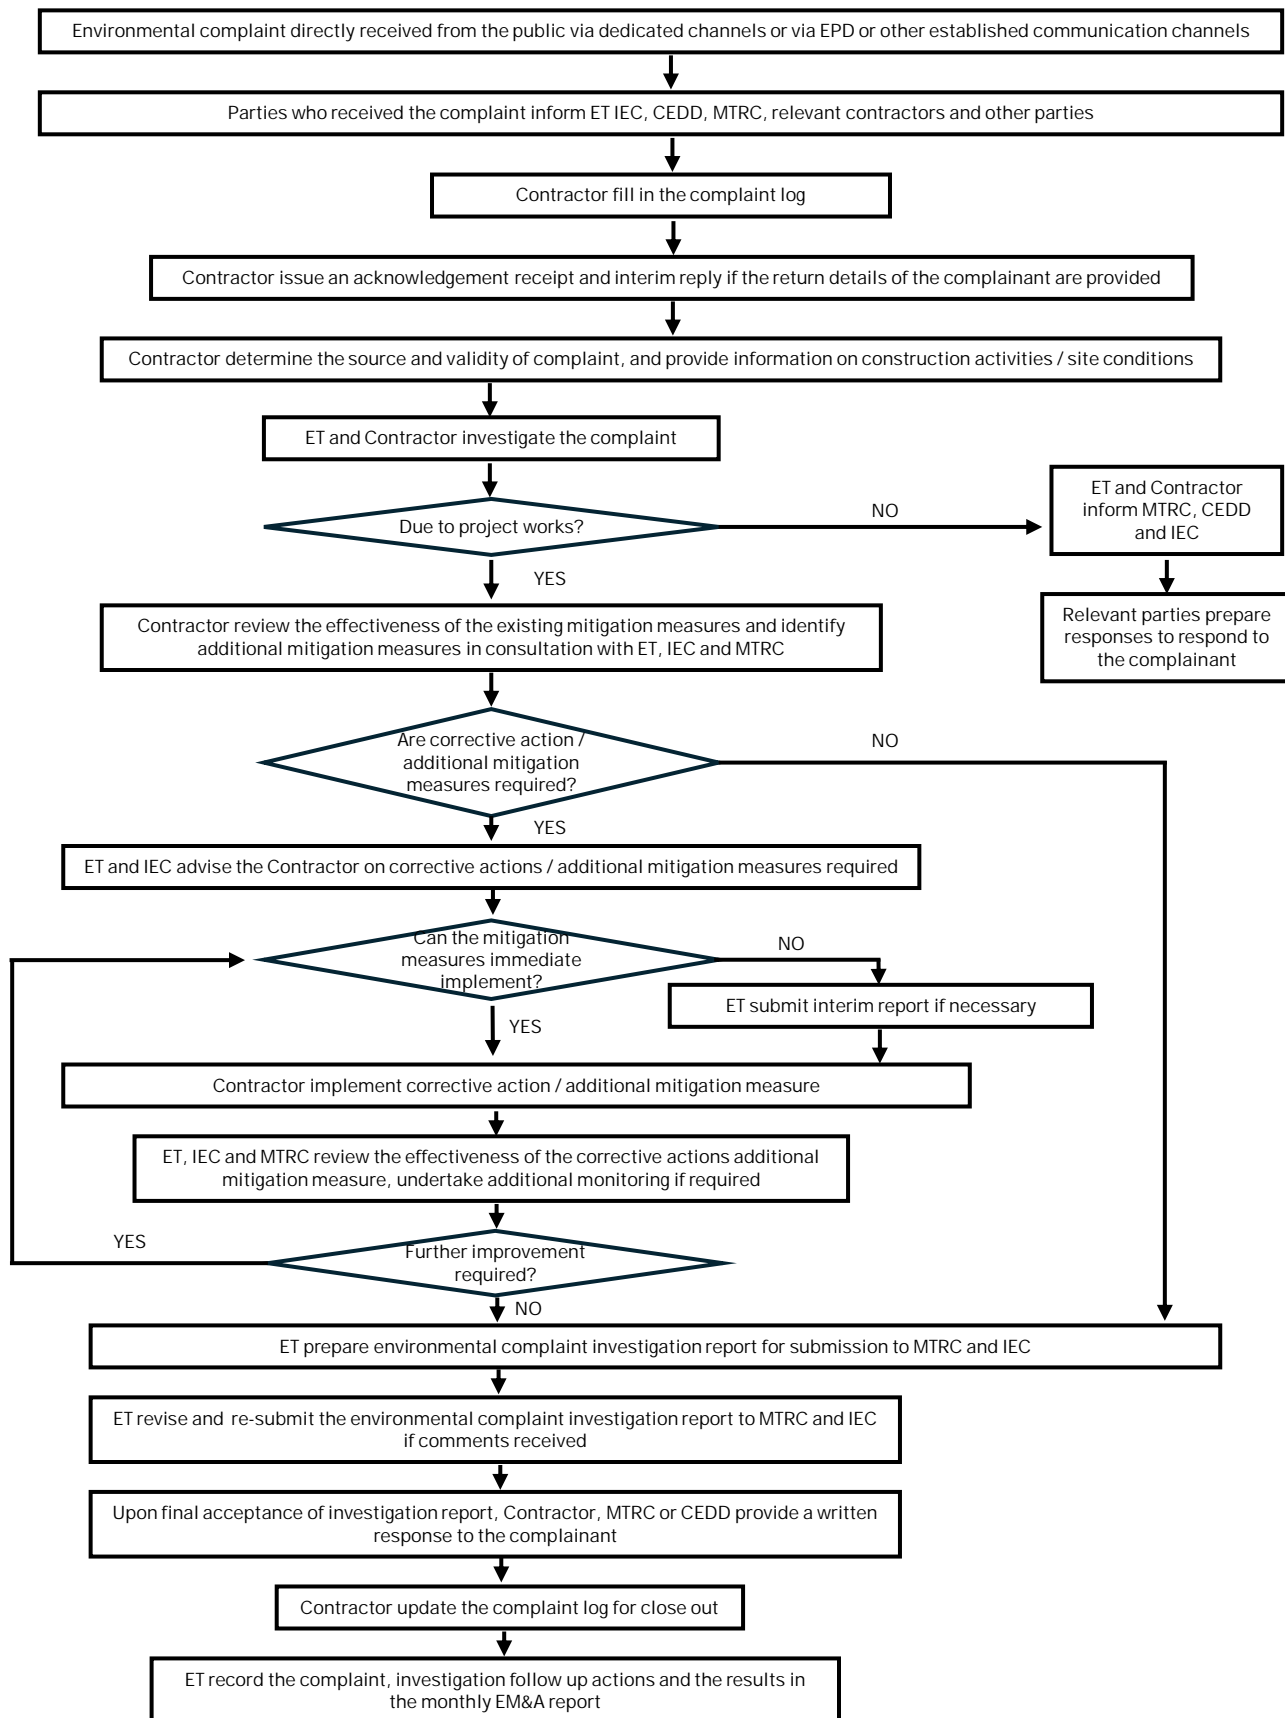 Environmental complaint directly received from the public via dedicated channels or via EPD or other established communication channels
Parties who received the complaint inform ET IEC, CEDD, MTRC, relevant contractors and other parties
Contractor fill in the complaint log
Contractor issue an acknowledgement receipt and interim reply if the return details of the complainant are provided
Contractor determine the source and validity of complaint, and provide information on construction activities / site conditions
ET and Contractor investigate the complaint
Due to project works?
NO
ET and Contractor
inform MTRC, CEDD
and IEC
YES
Relevant parties prepare
responses to respond to
the complainant
Contractor review the effectiveness of the existing mitigation measures and identify
additional mitigation measures in consultation with ET, IEC and MTRC
Are corrective action /
additional mitigation
measures required?
NO
YES
ET and IEC advise the Contractor on corrective actions / additional mitigation measures required
Can the mitigation
measures immediate
implement?
NO
ET submit interim report if necessary
YES
Contractor implement corrective action / additional mitigation measure
ET, IEC and MTRC review the effectiveness of the corrective actions additional
mitigation measure, undertake additional monitoring if required
YES
Further improvement
required?
NO
ET prepare environmental complaint investigation report for submission to MTRC and IEC
ET revise and re-submit the environmental complaint investigation report to MTRC and IEC
if comments received
Upon final acceptance of investigation report, Contractor, MTRC or CEDD provide a written
response to the complainant
Contractor update the complaint log for close out
ET record the complaint, investigation follow up actions and the results in
the monthly EM&A report